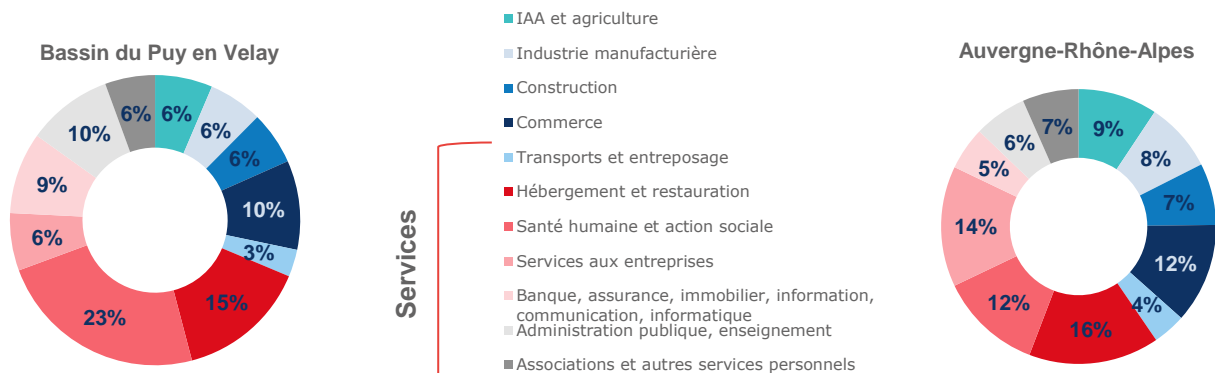 Bassin du Puy en Velay
6%
6%
6%
10%
3%
15%
23%
6%
9%
10%
6%
Services
IAA et agriculture
Industrie manufacturière
Construction
Commerce
Transports et entreposage
Hébergement et restauration
Santé humaine et action sociale
Services aux entreprises
Banque, assurance, immobilier, information,
communication, informatique
Administration publique, enseignement
Associations et autres services personnels
Auvergne-Rhône-Alpes
9%
8%
7%
12%
4%
16%
12%
14%
5%
6%
7%